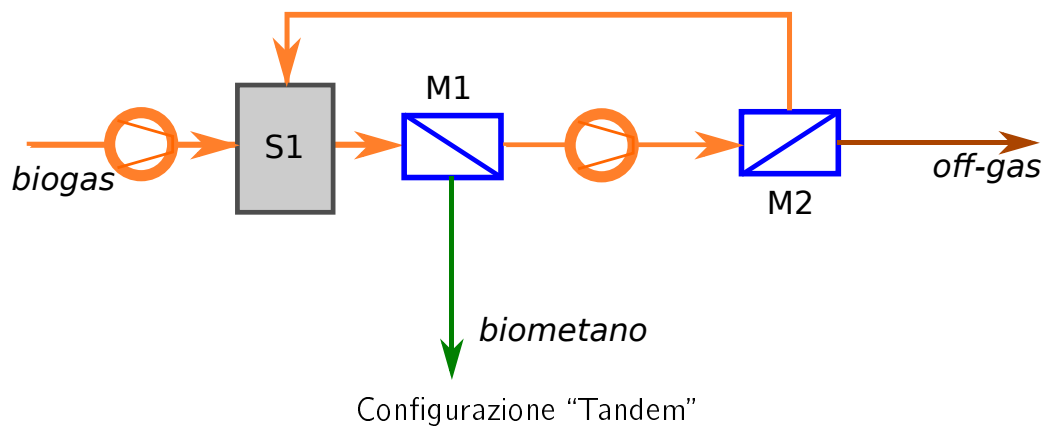 M1
S1
biogas
off-gas
M2
biometano
Configurazione “Tandem”